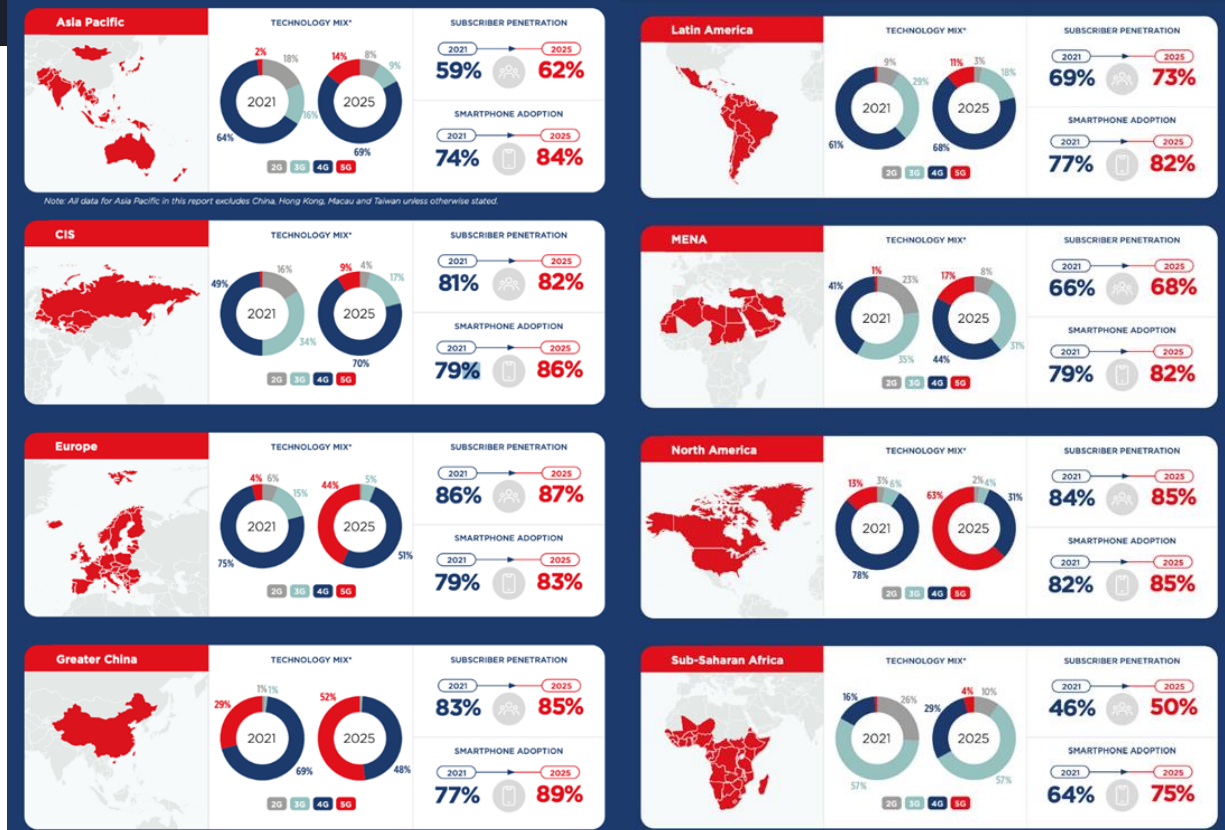 Asia Pacific
TECHNOLOGY MIX*
2% 18% 16% 64%
2021
14% 8% 9% 69%
2025
2G 3G 4G 5G
SUBSCRIBER PENETRATION
2021 2025
59% 62%
SMARTPHONE ADOPTION
2021 2025
74% 84%
Note: All data for Asia Pacific in this report excludes China, Hong Kong, Macau and Taiwan unless otherwise stated.
CIS
TECHNOLOGY MIX*
49% 16% 34%
2021
9% 4% 17% 70%
2025
2G 3G 4G 5G
SUBSCRIBER PENETRATION
2021 2025
81% 82%
SMARTPHONE ADOPTION
2021 2025
79% 86%
Europe
TECHNOLOGY MIX*
4% 6% 15% 75%
2021
44% 5% 51%
2025
2G 3G 4G 5G
SUBSCRIBER PENETRATION
2021 2025
86% 87%
SMARTPHONE ADOPTION
2021 2025
79% 83%
Greater China
TECHNOLOGY MIX*
29% 1% 1% 69%
2021
52% 48%
2025
2G 3G 4G 5G
SUBSCRIBER PENETRATION
2021 2025
83% 85%
SMARTPHONE ADOPTION
2021 2025
77% 89%
Latin America
TECHNOLOGY MIX*
9% 29% 61%
2021
11% 3% 18% 68%
2025
2G 3G 4G 5G
SUBSCRIBER PENETRATION
2021 2025
69% 73%
SMARTPHONE ADOPTION
2021 2025
77% 82%
MENA
TECHNOLOGY MIX*
41% 1% 23% 35%
2021
17% 8% 31% 44%
2025
2G 3G 4G 5G
SUBSCRIBER PENETRATION
2021 2025
66% 68%
SMARTPHONE ADOPTION
2021 2025
79% 82%
North America
TECHNOLOGY MIX*
13% 3% 6% 78%
2021
63% 2% 4% 31%
2025
2G 3G 4G 5G
SUBSCRIBER PENETRATION
2021 2025
84% 85%
SMARTPHONE ADOPTION
2021 2025
82% 85%
Sub-Saharan Africa
TECHNOLOGY MIX*
16% 26% 57%
2021
29% 4% 10% 57%
2025
2G 3G 4G 5G
SUBSCRIBER PENETRATION
2021 2025
46% 50%
SMARTPHONE ADOPTION
2021 2025
64% 75%